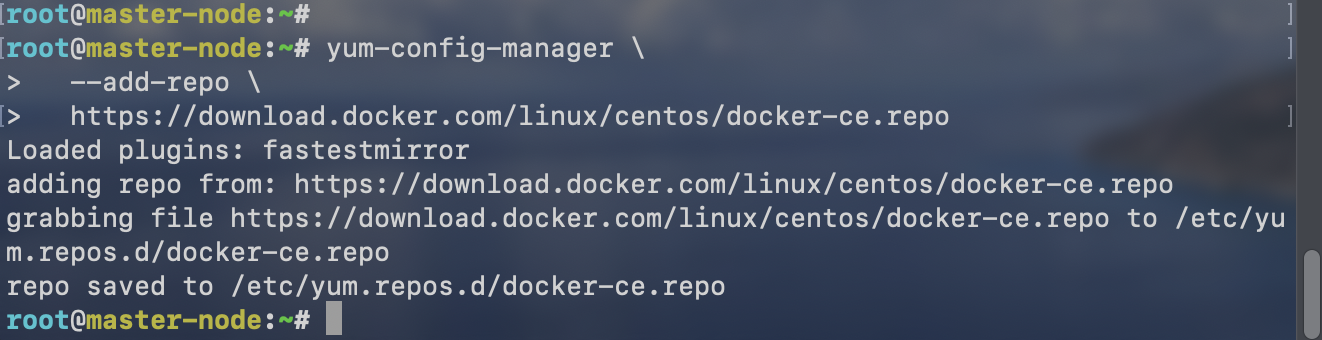 [root@master-node:~# ]
[root@master-node:~# yum-config-manager \ ]
>   --add-repo \
[>   https://download.docker.com/linux/centos/docker-ce.repo ]
Loaded plugins: fastestmirror
adding repo from: https://download.docker.com/linux/centos/docker-ce.repo
grabbing file https://download.docker.com/linux/centos/docker-ce.repo to /etc/yu
m.repos.d/docker-ce.repo
repo saved to /etc/yum.repos.d/docker-ce.repo
root@master-node:~#